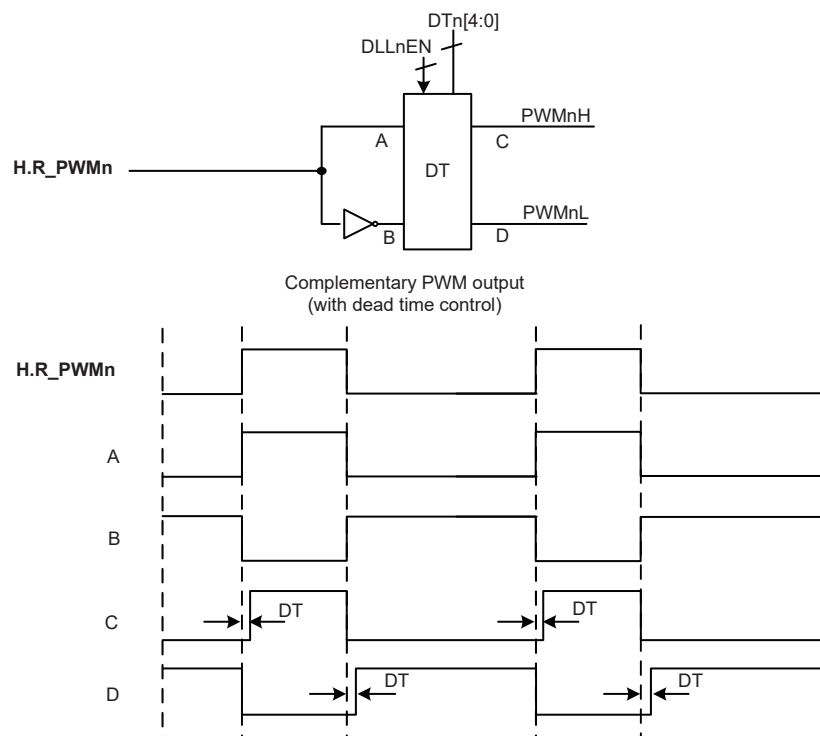 DTn[4:0]
DLLnEN
H.R_PWMn
A
B
DT
C
D
PWMnH
PWMnL
Complementary PWM output
(with dead time control)
H.R_PWMn
A
B
C
DT
DT
D
DT
DT